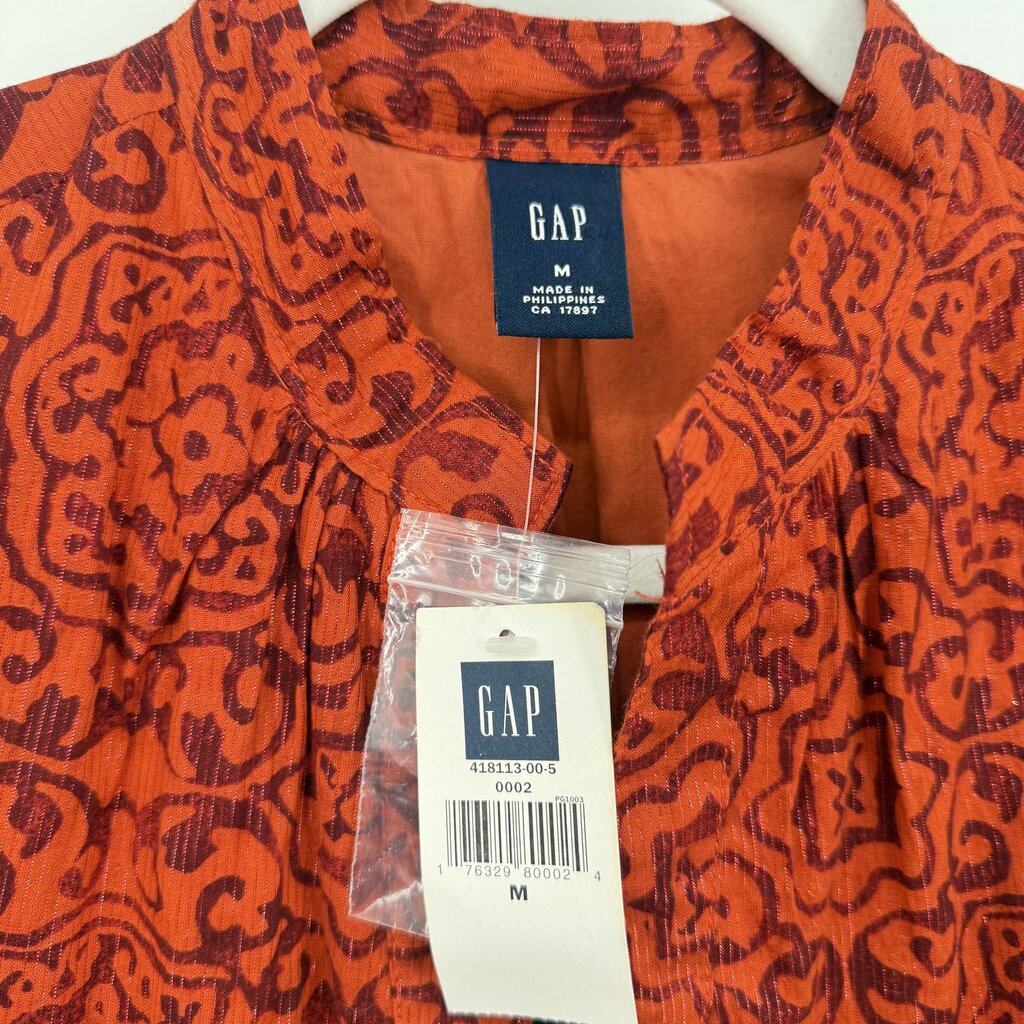 GAP
M
MADE IN
PHILIPPINES
CA 17897
GAP
418113-00-5
0002
PG1003
1 76329 80002 4
M